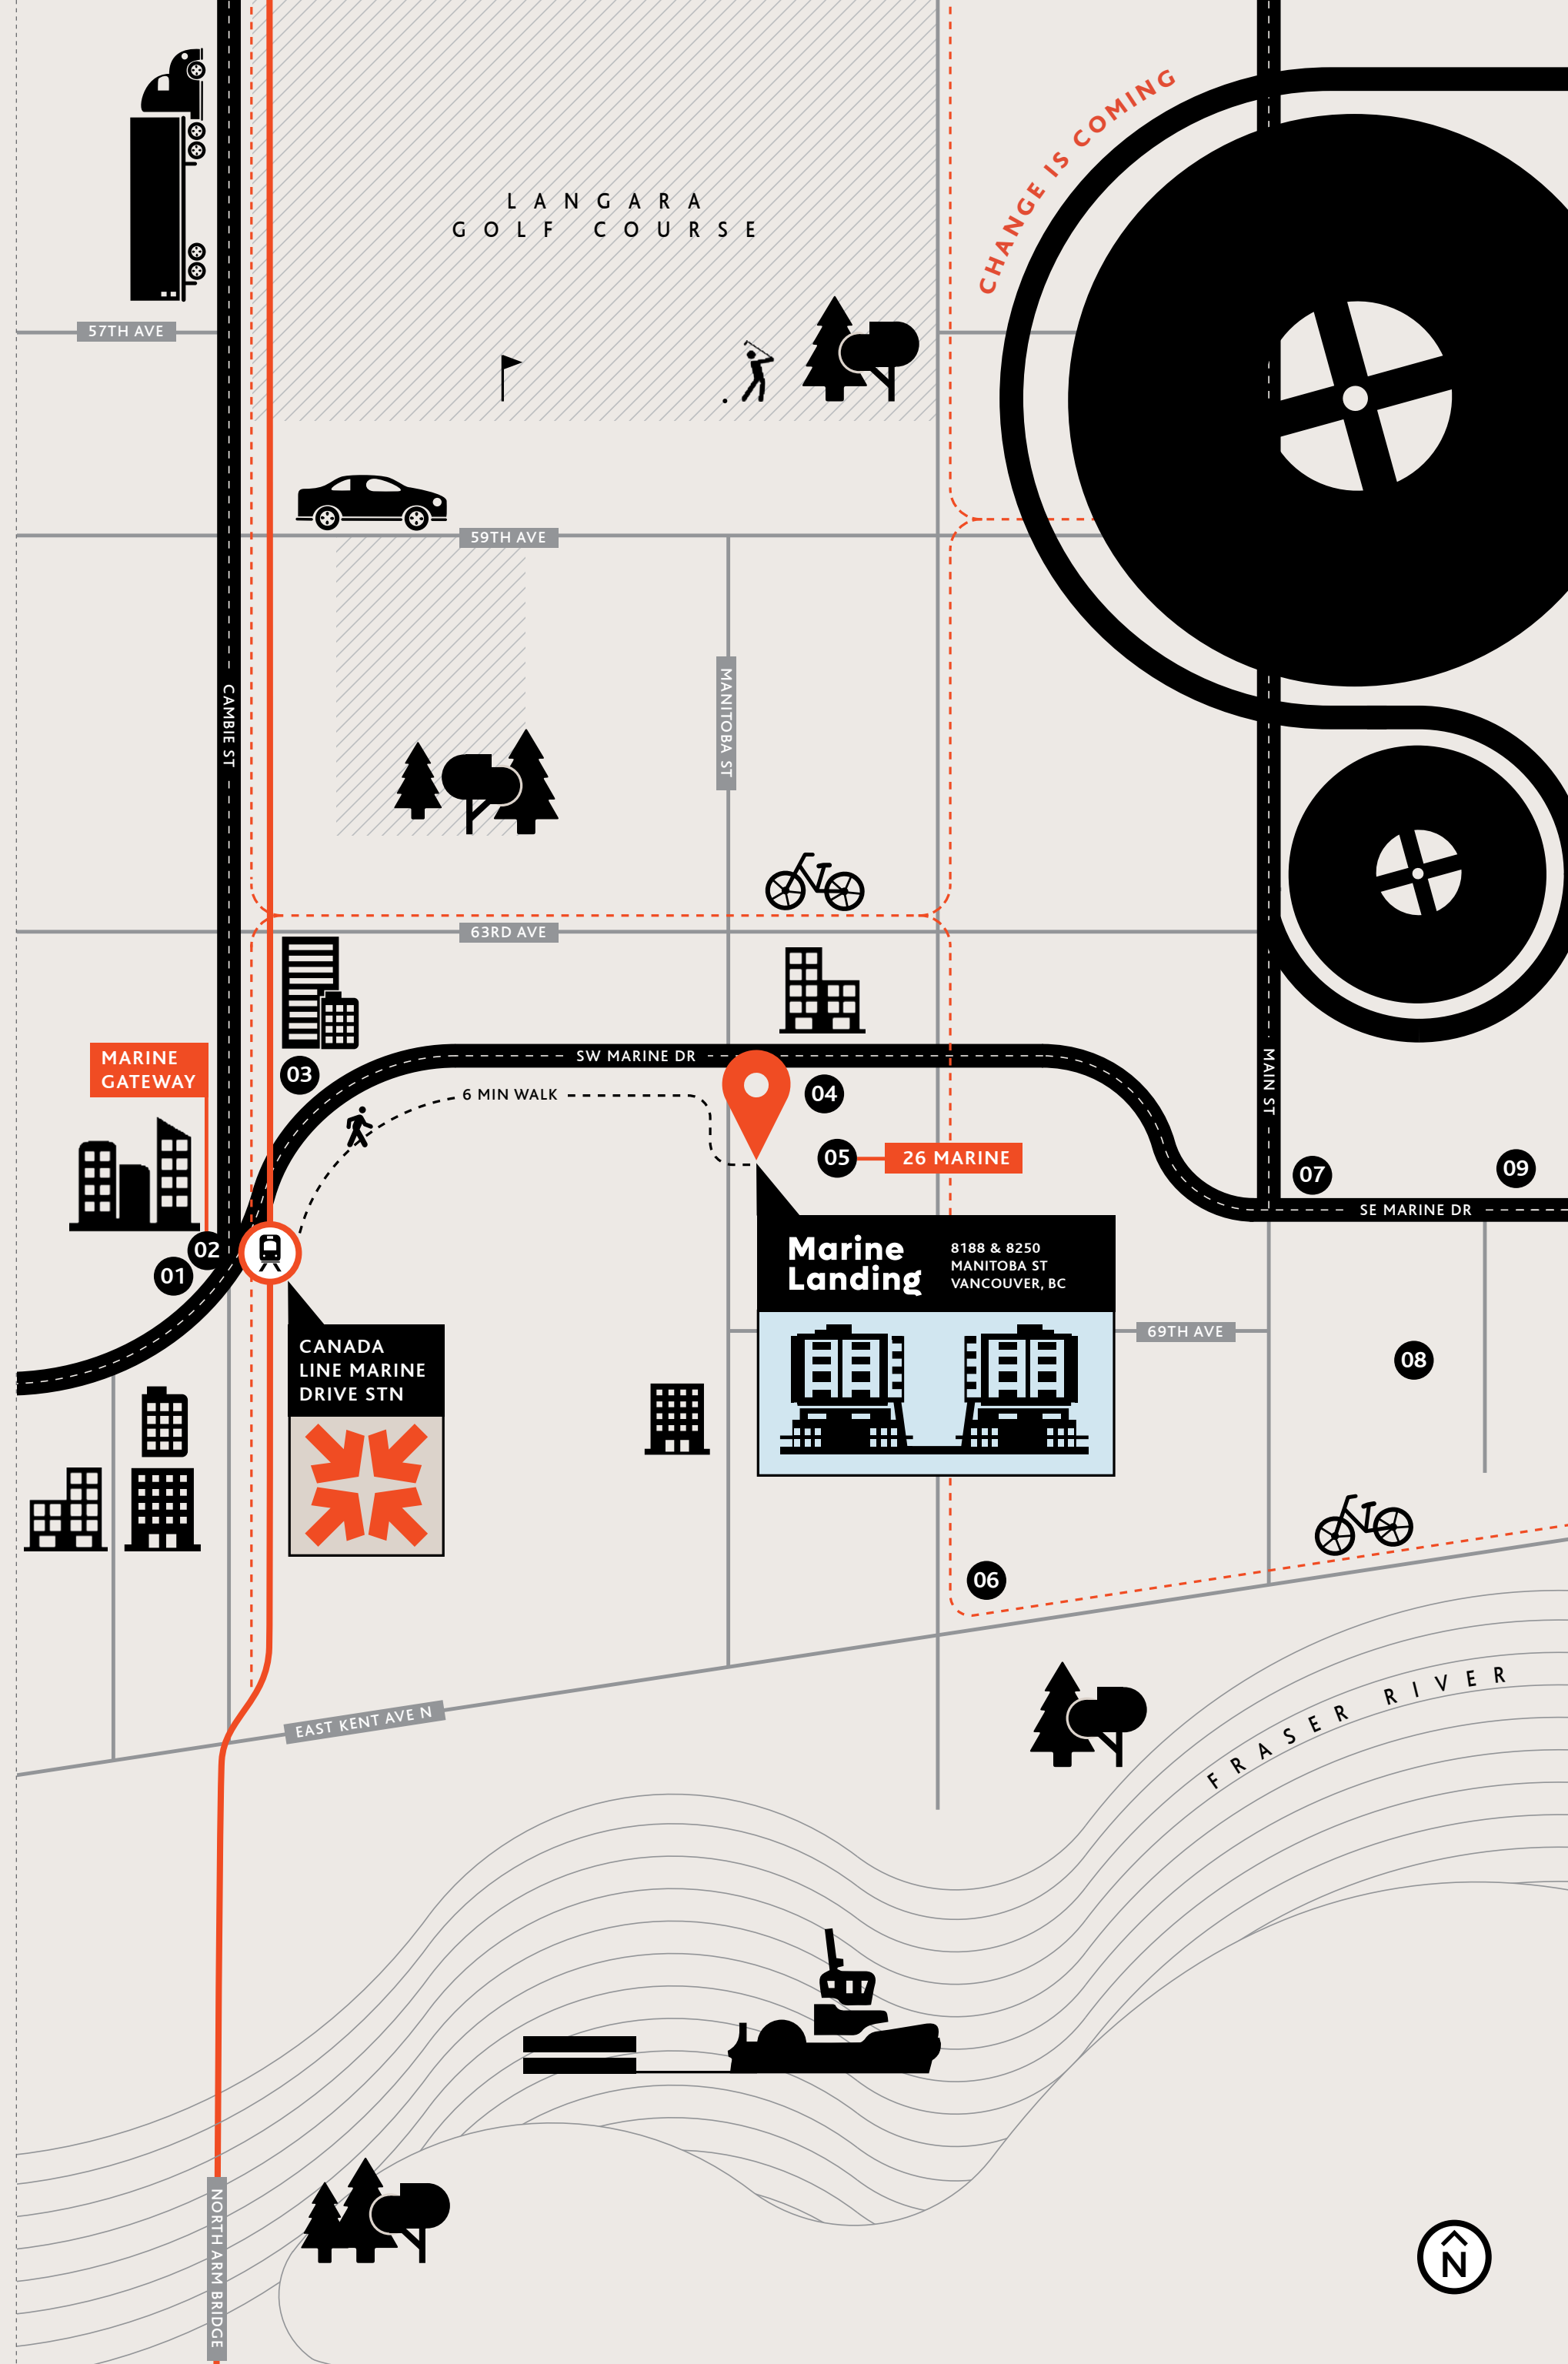 CHANGE IS COMING
LANGARA
GOLF COURSE
57TH AVE
59TH AVE
CAMBIE ST
MANITOBA ST
63RD AVE
MARINE
GATEWAY
03
SW MARINE DR
MAIN ST
6 MIN WALK
04
05
26 MARINE
07
09
02
01
SE MARINE DR
Marine
Landing
8188 & 8250
MANITOBA ST
VANCOUVER, BC
CANADA
LINE MARINE
DRIVE STN
69TH AVE
08
06
EAST KENT AVE N
FRASER RIVER
NORTH ARM BRIDGE
N